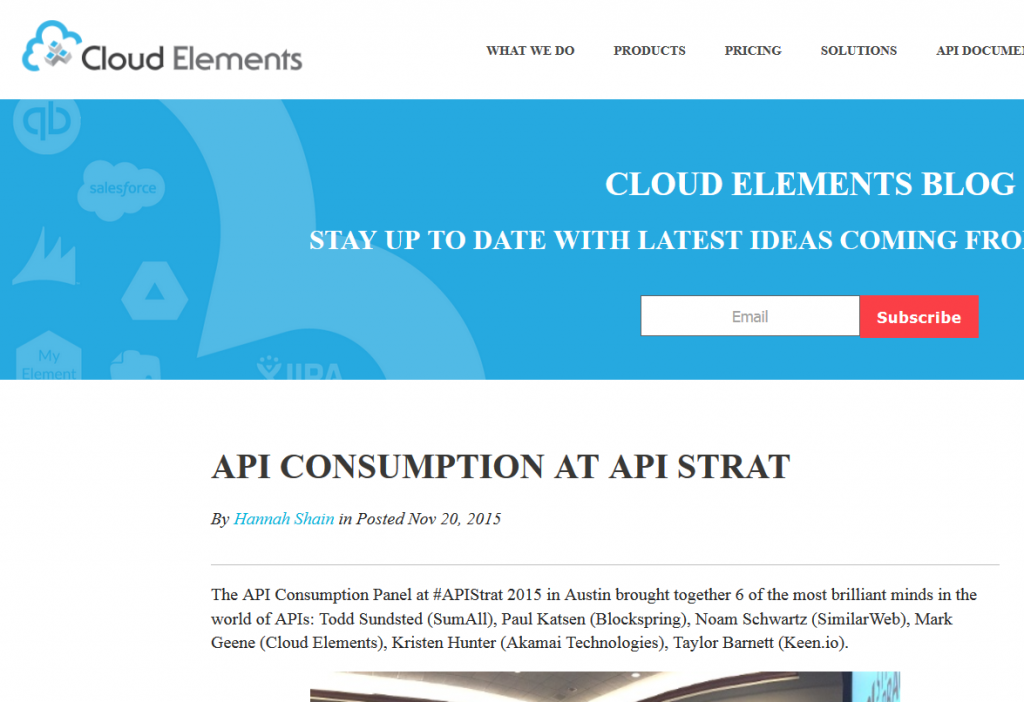 Cloud Elements
WHAT WE DO PRODUCTS PRICING SOLUTIONS API DOCUMEN
qb
salesforce
CLOUD ELEMENTS BLOG
STAY UP TO DATE WITH LATEST IDEAS COMING FRO
Email Subscribe
My
Element
JIRA
API CONSUMPTION AT API STRAT
By Hannah Shain in Posted Nov 20, 2015
The API Consumption Panel at #APIStrat 2015 in Austin brought together 6 of the most brilliant minds in the
world of APIs: Todd Sundsted (SumAll), Paul Katsen (Blockspring), Noam Schwartz (SimilarWeb), Mark
Geene (Cloud Elements), Kristen Hunter (Akamai Technologies), Taylor Barnett (Keen.io).